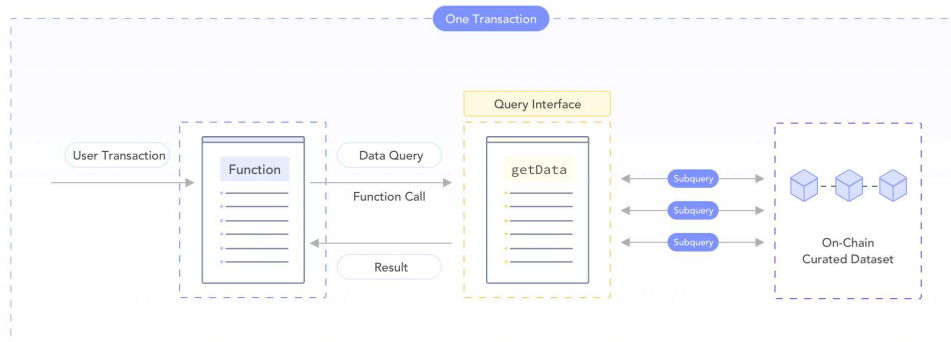 One Transaction
Query Interface
User Transaction
Function
Data Query
Function Call
Result
getData
Subquery
Subquery
Subquery
On-Chain
Curated Dataset